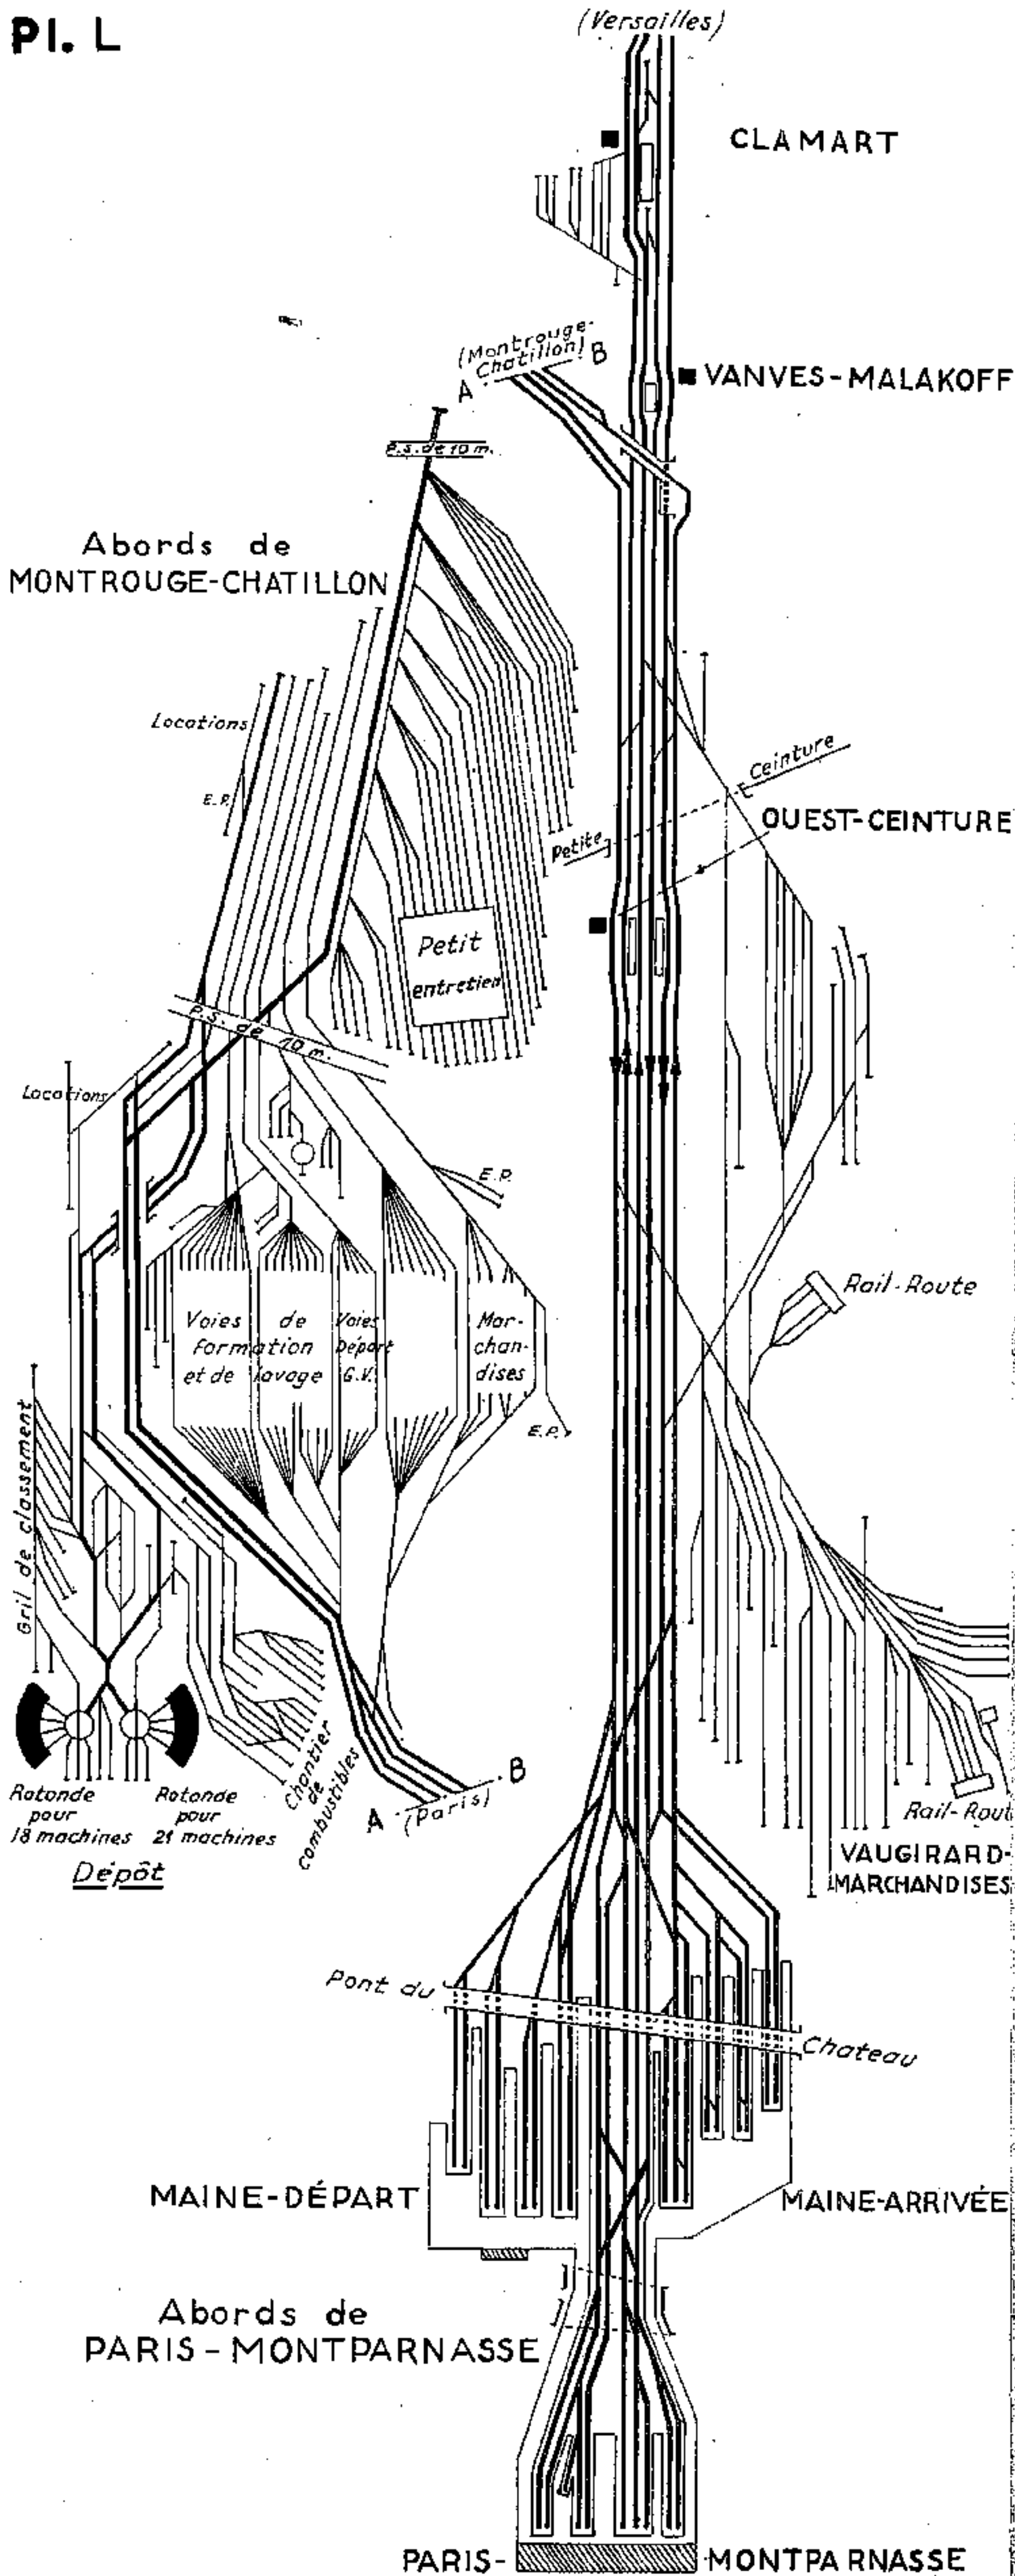 Pl. L
(Versailles)
CLAMART
(Montrouge-
Chatillon)
A
B
VANVES-MALAKOFF
P.S. de 10 m.
Abords de
MONTROUGE-CHATILLON
Locations
E.P.
Petite
Ceinture
OUEST-CEINTURE
Petit
entretien
P.S. de 10 m.
Locations
E.P.
Rail-Route
Voies de
formation
et de lavage
Voies
Départ
G.V.
Mar-
chan-
dises
E.P.
Gril de classement
Rotonde
pour
18 machines
Rotonde
pour
21 machines
Dépôt
Chantier
de
combustibles
A
(Paris)
B
Rail-Rout
VAUGIRARD-
MARCHANDISES
Pont du
Chateau
MAINE-DÉPART
MAINE-ARRIVÉE
Abords de
PARIS-MONTPARNASSE
PARIS-
MONTPARNASSE